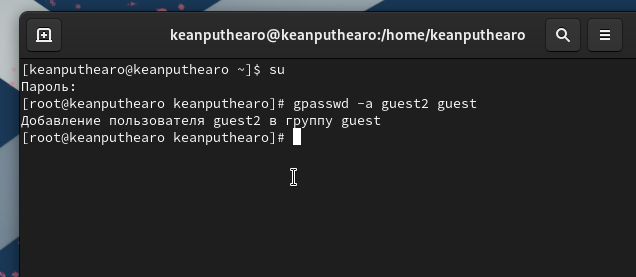 keanputhearo@keanputhearo:/home/keanputhearo
[keanputhearo@keanputhearo ~]$ su
Пароль:
[root@keanputhearo keanputhearo]# gpasswd -a guest2 guest
Добавление пользователя guest2 в группу guest
[root@keanputhearo keanputhearo]#